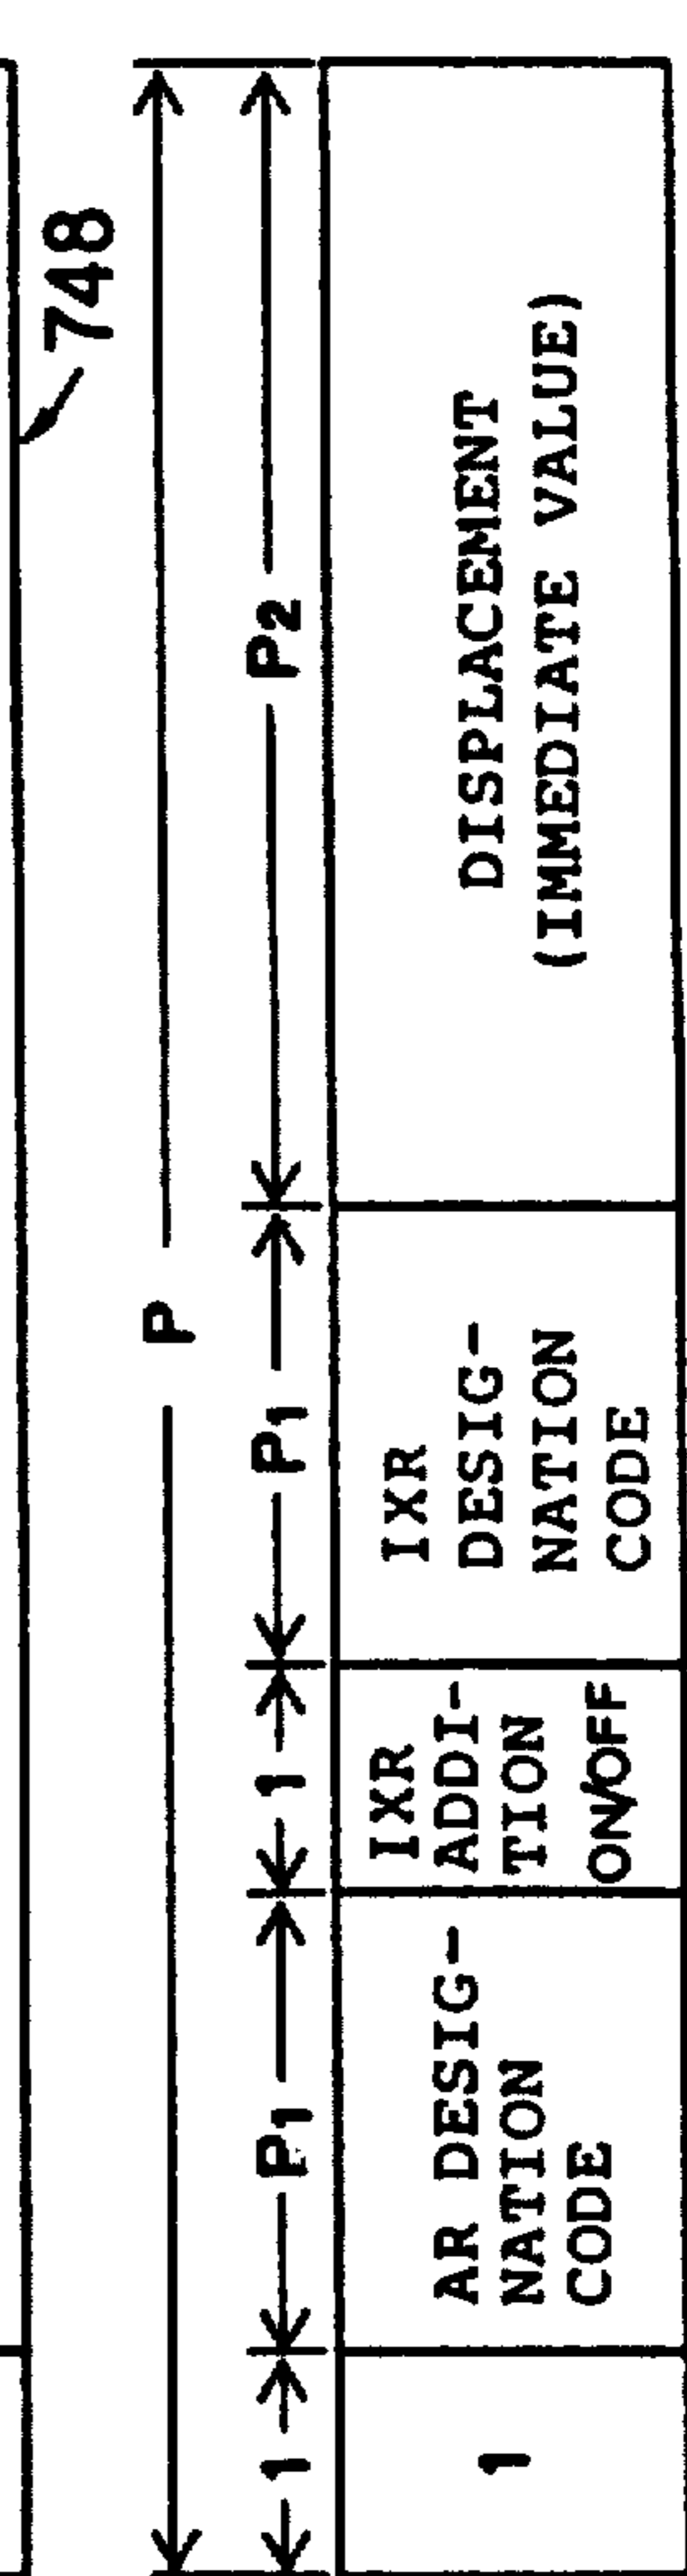 748
P
1
P1
1
P1
P2
1
AR DESIG-
NATION
CODE
IXR
ADDI-
TION
ON/OFF
IXR
DESIG-
NATION
CODE
DISPLACEMENT
(IMMEDIATE VALUE)